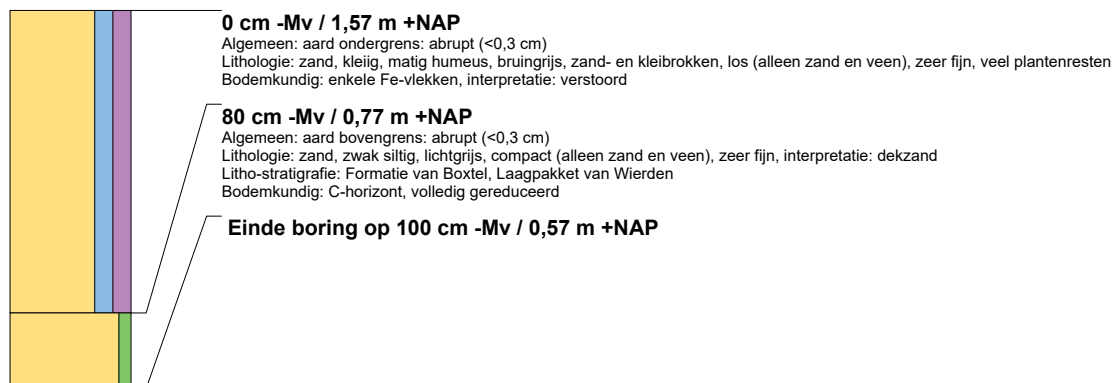 0 cm -Mv / 1,57 m +NAP
Algemeen: aard ondergrens: abrupt (<0,3 cm)
Lithologie: zand, kleiig, matig humeus, bruingrijs, zand- en kleibrokken, los (alleen zand en veen), zeer fijn, veel plantenresten
Bodemkundig: enkele Fe-vlekken, interpretatie: verstoord
80 cm -Mv / 0,77 m +NAP
Algemeen: aard bovengrens: abrupt (<0,3 cm)
Lithologie: zand, zwak siltig, lichtgrijs, compact (alleen zand en veen), zeer fijn, interpretatie: dekzand
Litho-stratigrafie: Formatie van Boxtel, Laagpakket van Wierden
Bodemkundig: C-horizont, volledig gereduceerd
Einde boring op 100 cm -Mv / 0,57 m +NAP